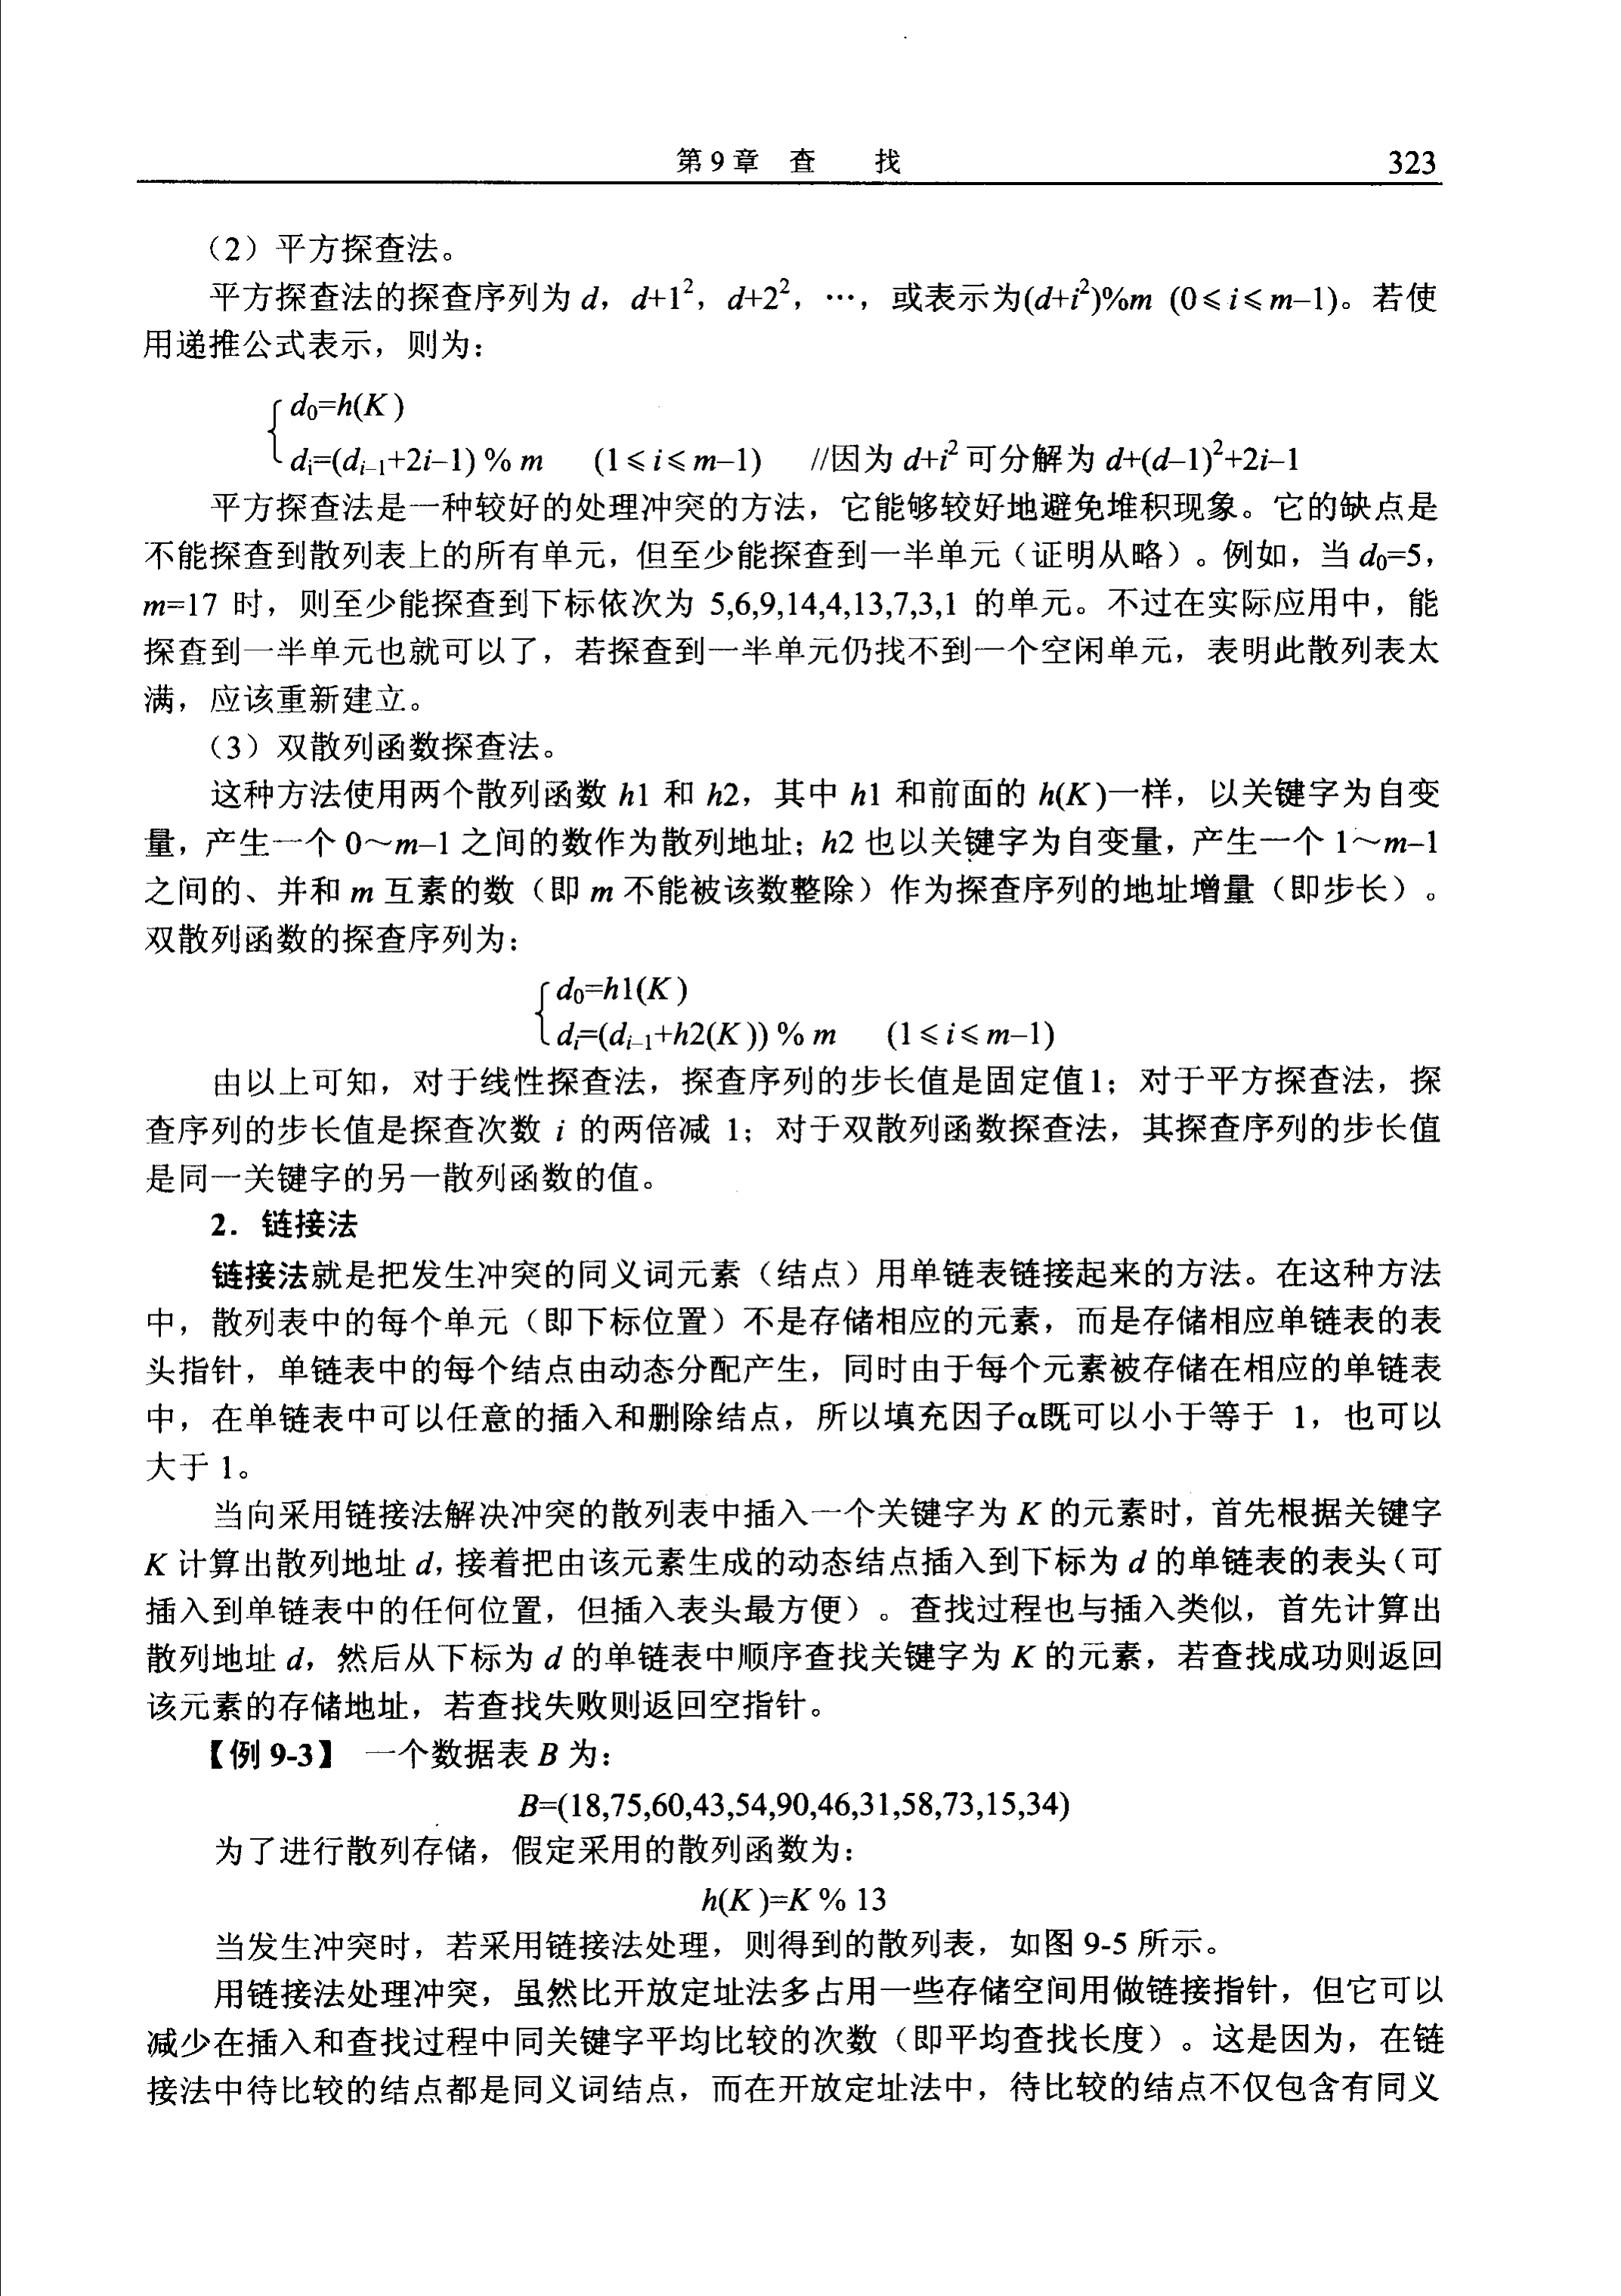 第9章 查 找 323
（2）平方探查法。
平方探查法的探查序列为 d，d+1²，d+2²，…，或表示为(d+i²)%m (0≤i≤m–1)。若使
用递推公式表示，则为：
d₀=h(K)
dᵢ=(dᵢ₋₁+2i–1) % m (1≤i≤m–1) //因为 d+i² 可分解为 d+(d–1)²+2i–1
平方探查法是一种较好的处理冲突的方法，它能够较好地避免堆积现象。它的缺点是
不能探查到散列表上的所有单元，但至少能探查到一半单元（证明从略）。例如，当 d₀=5，
m=17 时，则至少能探查到下标依次为 5,6,9,14,4,13,7,3,1 的单元。不过在实际应用中，能
探查到一半单元也就可以了，若探查到一半单元仍找不到一个空闲单元，表明此散列表太
满，应该重新建立。
（3）双散列函数探查法。
这种方法使用两个散列函数 h1 和 h2，其中 h1 和前面的 h(K)一样，以关键字为自变
量，产生一个 0～m–1 之间的数作为散列地址；h2 也以关键字为自变量，产生一个 1～m–1
之间的、并和 m 互素的数（即 m 不能被该数整除）作为探查序列的地址增量（即步长）。
双散列函数的探查序列为：
d₀=h1(K)
dᵢ=(dᵢ₋₁+h2(K)) % m (1≤i≤m–1)
由以上可知，对于线性探查法，探查序列的步长值是固定值1；对于平方探查法，探
查序列的步长值是探查次数 i 的两倍减 1；对于双散列函数探查法，其探查序列的步长值
是同一关键字的另一散列函数的值。
2．链接法
链接法就是把发生冲突的同义词元素（结点）用单链表链接起来的方法。在这种方法
中，散列表中的每个单元（即下标位置）不是存储相应的元素，而是存储相应单链表的表
头指针，单链表中的每个结点由动态分配产生，同时由于每个元素被存储在相应的单链表
中，在单链表中可以任意的插入和删除结点，所以填充因子α既可以小于等于 1，也可以
大于 1。
当向采用链接法解决冲突的散列表中插入一个关键字为 K 的元素时，首先根据关键字
K 计算出散列地址 d，接着把由该元素生成的动态结点插入到下标为 d 的单链表的表头（可
插入到单链表中的任何位置，但插入表头最方便）。查找过程也与插入类似，首先计算出
散列地址 d，然后从下标为 d 的单链表中顺序查找关键字为 K 的元素，若查找成功则返回
该元素的存储地址，若查找失败则返回空指针。
【例 9-3】 一个数据表 B 为：
B=(18,75,60,43,54,90,46,31,58,73,15,34)
为了进行散列存储，假定采用的散列函数为：
h(K)=K % 13
当发生冲突时，若采用链接法处理，则得到的散列表，如图 9-5 所示。
用链接法处理冲突，虽然比开放定址法多占用一些存储空间用做链接指针，但它可以
减少在插入和查找过程中同关键字平均比较的次数（即平均查找长度）。这是因为，在链
接法中待比较的结点都是同义词结点，而在开放定址法中，待比较的结点不仅包含有同义